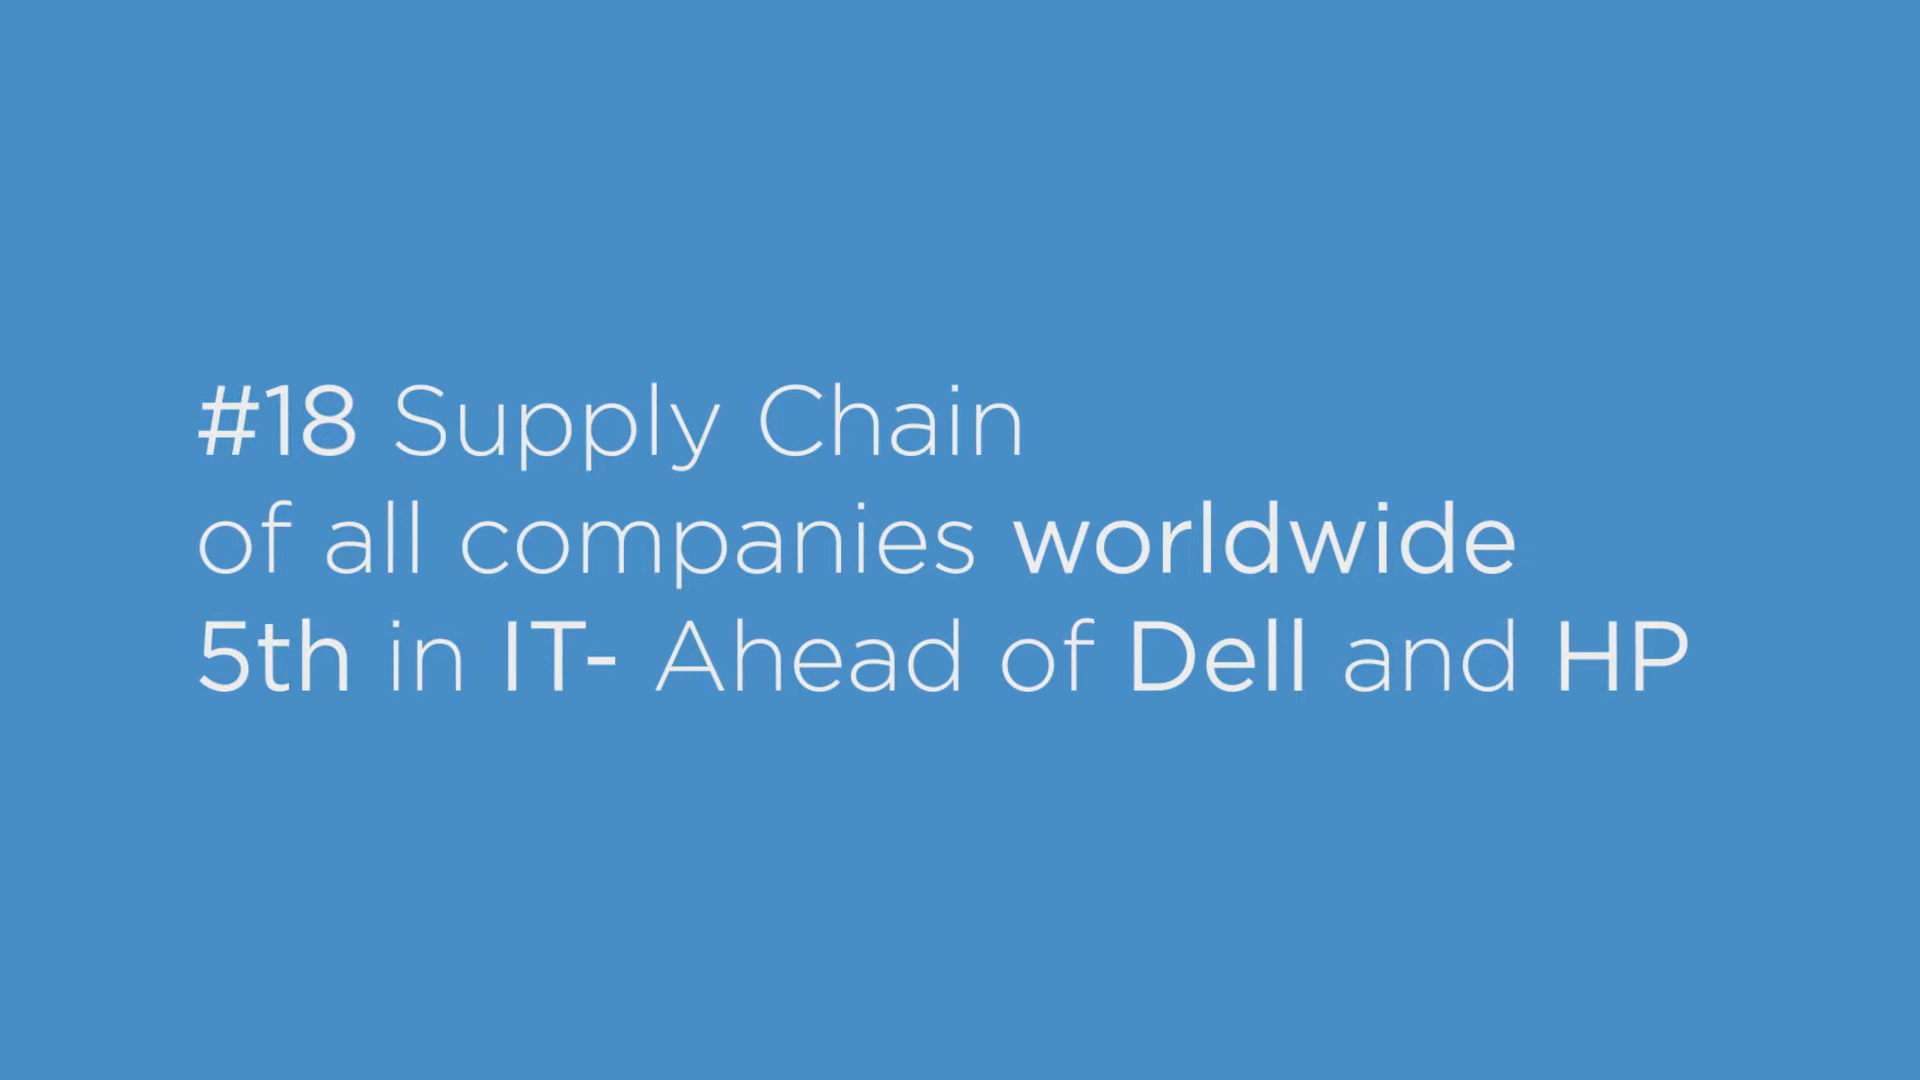 #18 Supply Chain
of all companies worldwide
5th in IT- Ahead of Dell and HP